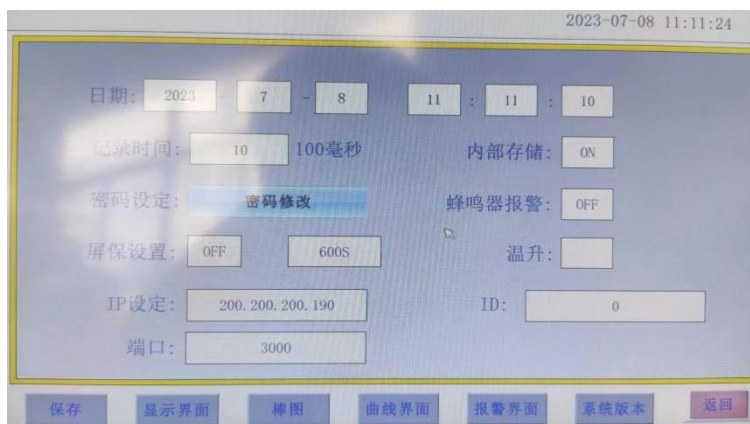 2023-07-08 11:11:24
日期: 2023 - 7 - 8 11 : 11 : 10
记录时间: 10 100毫秒 内部存储: ON
密码设定: 密码修改 蜂鸣器报警: OFF
屏保设置: OFF 600S 温升:
IP设定: 200.200.200.190 ID: 0
端口: 3000
保存 显示界面 棒图 曲线界面 报警界面 系统版本 返回